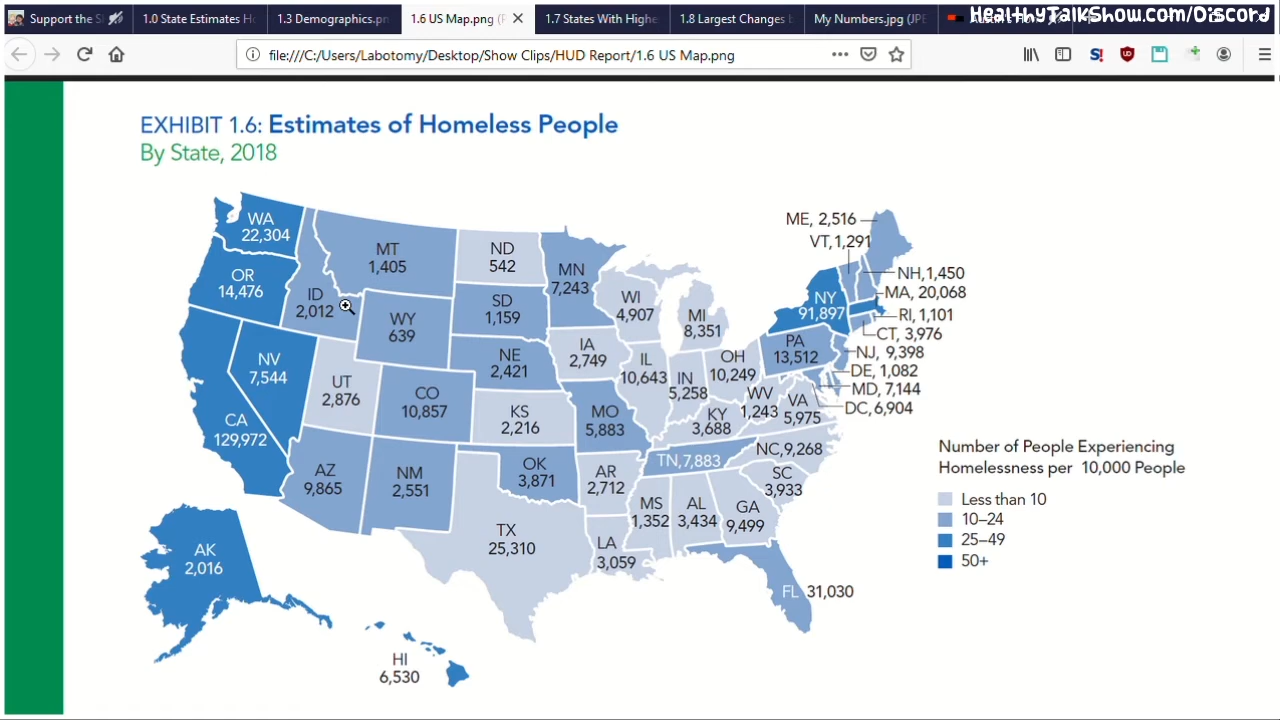 Support the S
1.0 State Estimates Ho
1.3 Demographics.pn
1.6 US Map.png (P
1.7 States With Highe
1.8 Largest Changes b
My Numbers.jpg (JPE
HealthyTalkShow.com/Discord
file:///C:/Users/Labotomy/Desktop/Show Clips/HUD Report/1.6 US Map.png
EXHIBIT 1.6: Estimates of Homeless People
By State, 2018
WA
22,304
OR
14,476
ID
2,012
MT
1,405
ND
542
MN
7,243
WI
4,907
MI
8,351
NY
91,897
ME, 2,516
VT, 1,291
NH, 1,450
MA, 20,068
RI, 1,101
CT, 3,976
NJ, 9,398
DE, 1,082
MD, 7,144
DC, 6,904
SD
1,159
WY
639
NV
7,544
UT
2,876
CO
10,857
NE
2,421
IA
2,749
IL
10,643
IN
5,258
OH
10,249
PA
13,512
CA
129,972
KS
2,216
MO
5,883
KY
3,688
WV
1,243
VA
5,975
AZ
9,865
NM
2,551
OK
3,871
AR
2,712
TN, 7,883
NC, 9,268
SC
3,933
TX
25,310
LA
3,059
MS
1,352
AL
3,434
GA
9,499
FL 31,030
AK
2,016
HI
6,530
Number of People Experiencing
Homelessness per 10,000 People
Less than 10
10–24
25–49
50+